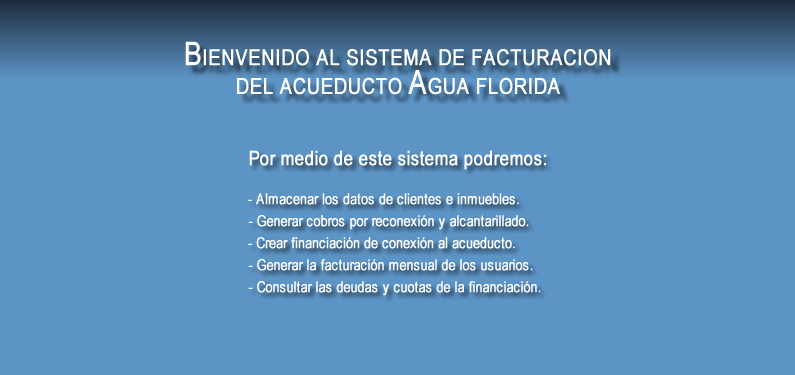 BIENVENIDO AL SISTEMA DE FACTURACION
DEL ACUEDUCTO AGUA FLORIDA
Por medio de este sistema podremos:
- Almacenar los datos de clientes e inmuebles.
- Generar cobros por reconexión y alcantarillado.
- Crear financiación de conexión al acueducto.
- Generar la facturación mensual de los usuarios.
- Consultar las deudas y cuotas de la financiación.